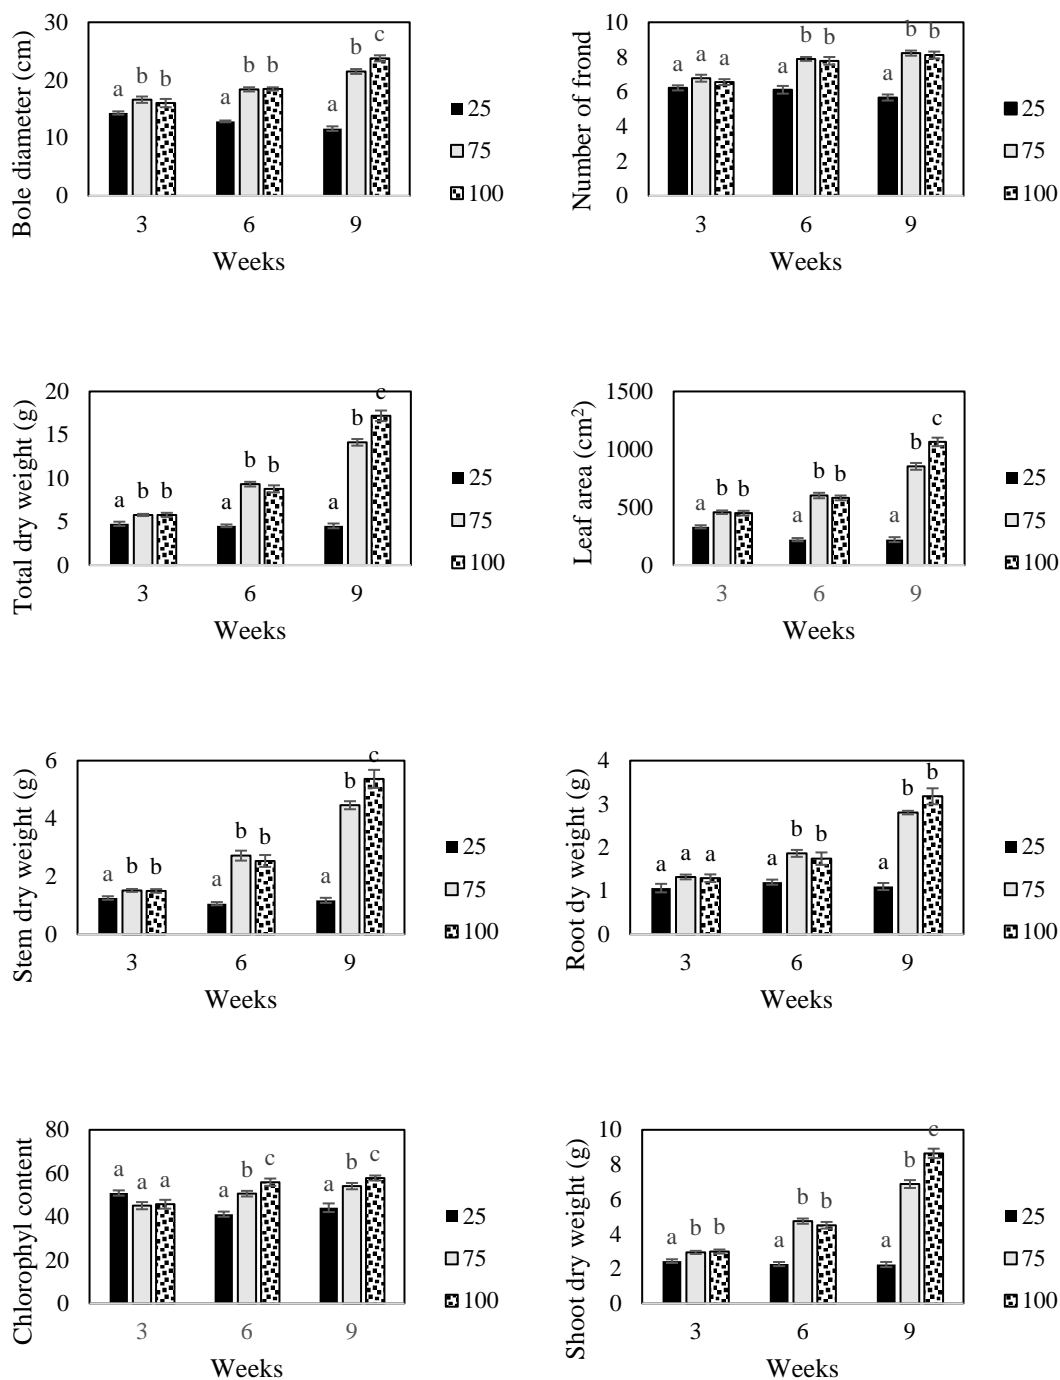 Bole diameter (cm)
30
20
10
0
a b b
a b b
a b c
3 6 9
Weeks
25
75
100
Number of frond
10
8
6
4
2
0
a a a
a b b
a b b
3 6 9
Weeks
25
75
100
Total dry weight (g)
20
15
10
5
0
a b b
a b b
a b c
3 6 9
Weeks
25
75
100
Leaf area (cm²)
1500
1000
500
0
a b b
a b b
a b c
3 6 9
Weeks
25
75
100
Stem dry weight (g)
6
4
2
0
a b b
a b b
a b c
3 6 9
Weeks
25
75
100
Root dy weight (g)
4
3
2
1
0
a a a
a b b
a b b
3 6 9
Weeks
25
75
100
Chlorophyl content
80
60
40
20
0
a a a
a b c
a b c
3 6 9
Weeks
25
75
100
Shoot dry weight (g)
10
8
6
4
2
0
a b b
a b b
a b c
3 6 9
Weeks
25
75
100